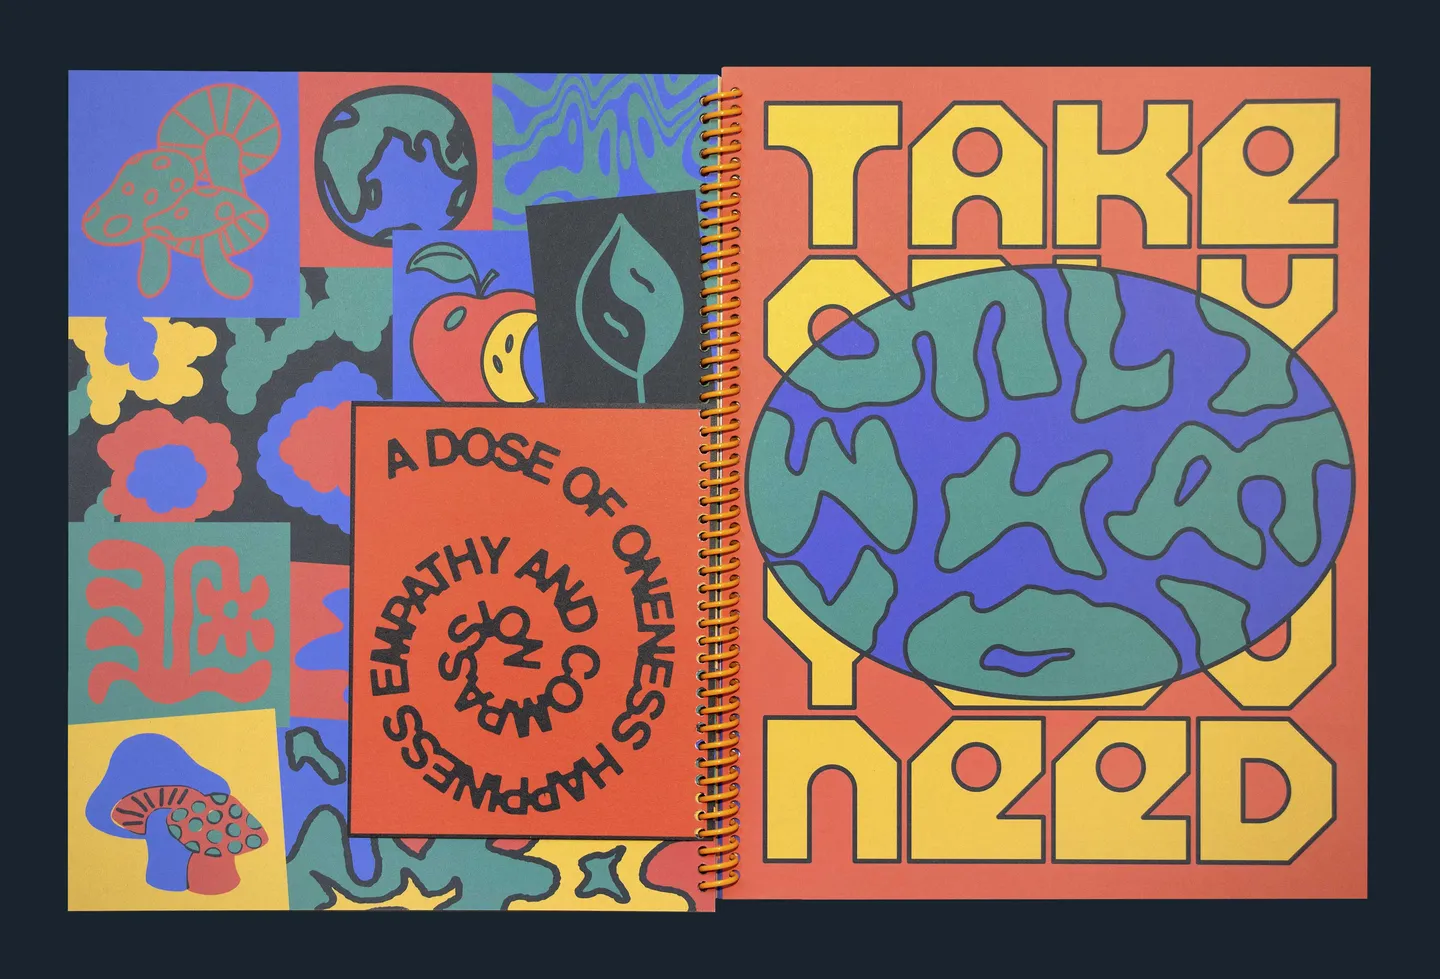 A DOSE OF ONENESS HAPPINESS EMPATHY AND COMPASSION
TAKE
ONLY
WHAT
YOU
NEED